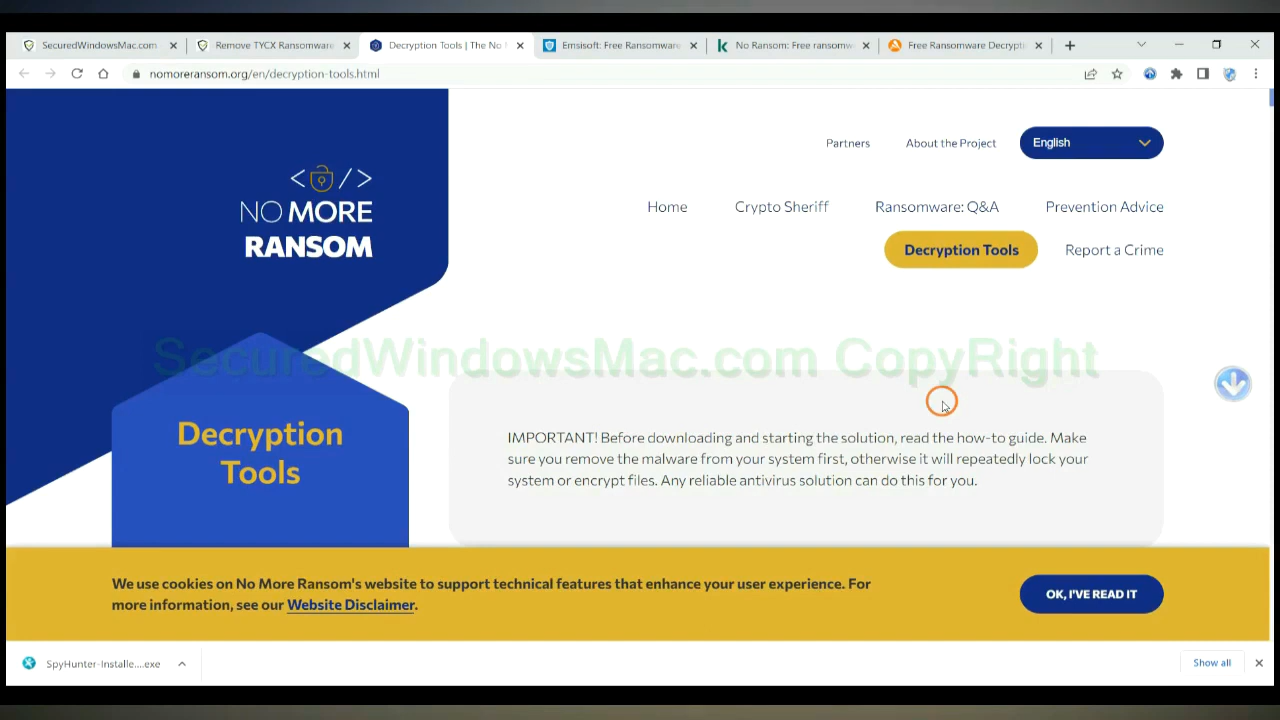 SecuredWindowsMac.com
Remove TYCX Ransomware
Decryption Tools | The No
Emsisoft: Free Ransomware
No Ransom: Free ransomw
Free Ransomware Decrypti
nomoreransom.org/en/decryption-tools.html
Partners
About the Project
English
NO MORE
RANSOM
Home
Crypto Sheriff
Ransomware: Q&A
Prevention Advice
Decryption Tools
Report a Crime
SecuredWindowsMac.com CopyRight
Decryption
Tools
IMPORTANT! Before downloading and starting the solution, read the how-to guide. Make
sure you remove the malware from your system first, otherwise it will repeatedly lock your
system or encrypt files. Any reliable antivirus solution can do this for you.
We use cookies on No More Ransom's website to support technical features that enhance your user experience. For
more information, see our Website Disclaimer.
OK, I'VE READ IT
SpyHunter-Installe....exe
Show all